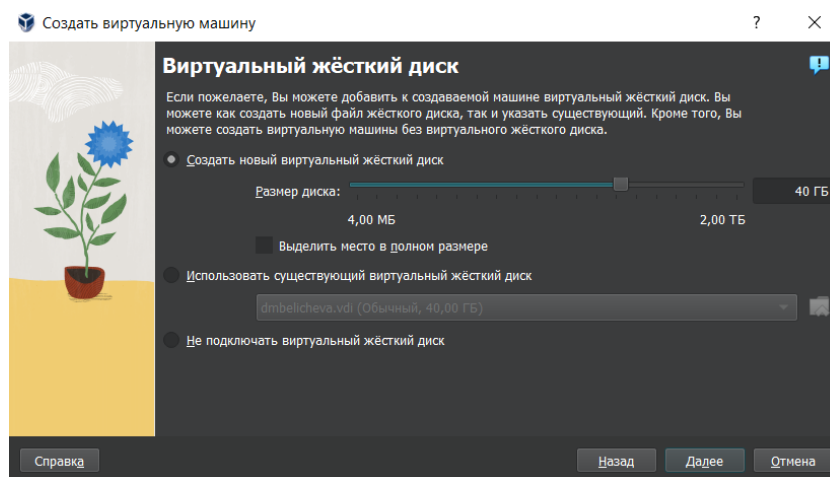 Создать виртуальную машину
Виртуальный жёсткий диск
Если пожелаете, Вы можете добавить к создаваемой машине виртуальный жёсткий диск. Вы
можете как создать новый файл жёсткого диска, так и указать существующий. Кроме того, Вы
можете создать виртуальную машины без виртуального жёсткого диска.
Создать новый виртуальный жёсткий диск
Размер диска:
40 ГБ
4,00 МБ
2,00 ТБ
Выделить место в полном размере
Использовать существующий виртуальный жёсткий диск
dmbelicheva.vdi (Обычный, 40,00 ГБ)
Не подключать виртуальный жёсткий диск
Справка
Назад
Далее
Отмена